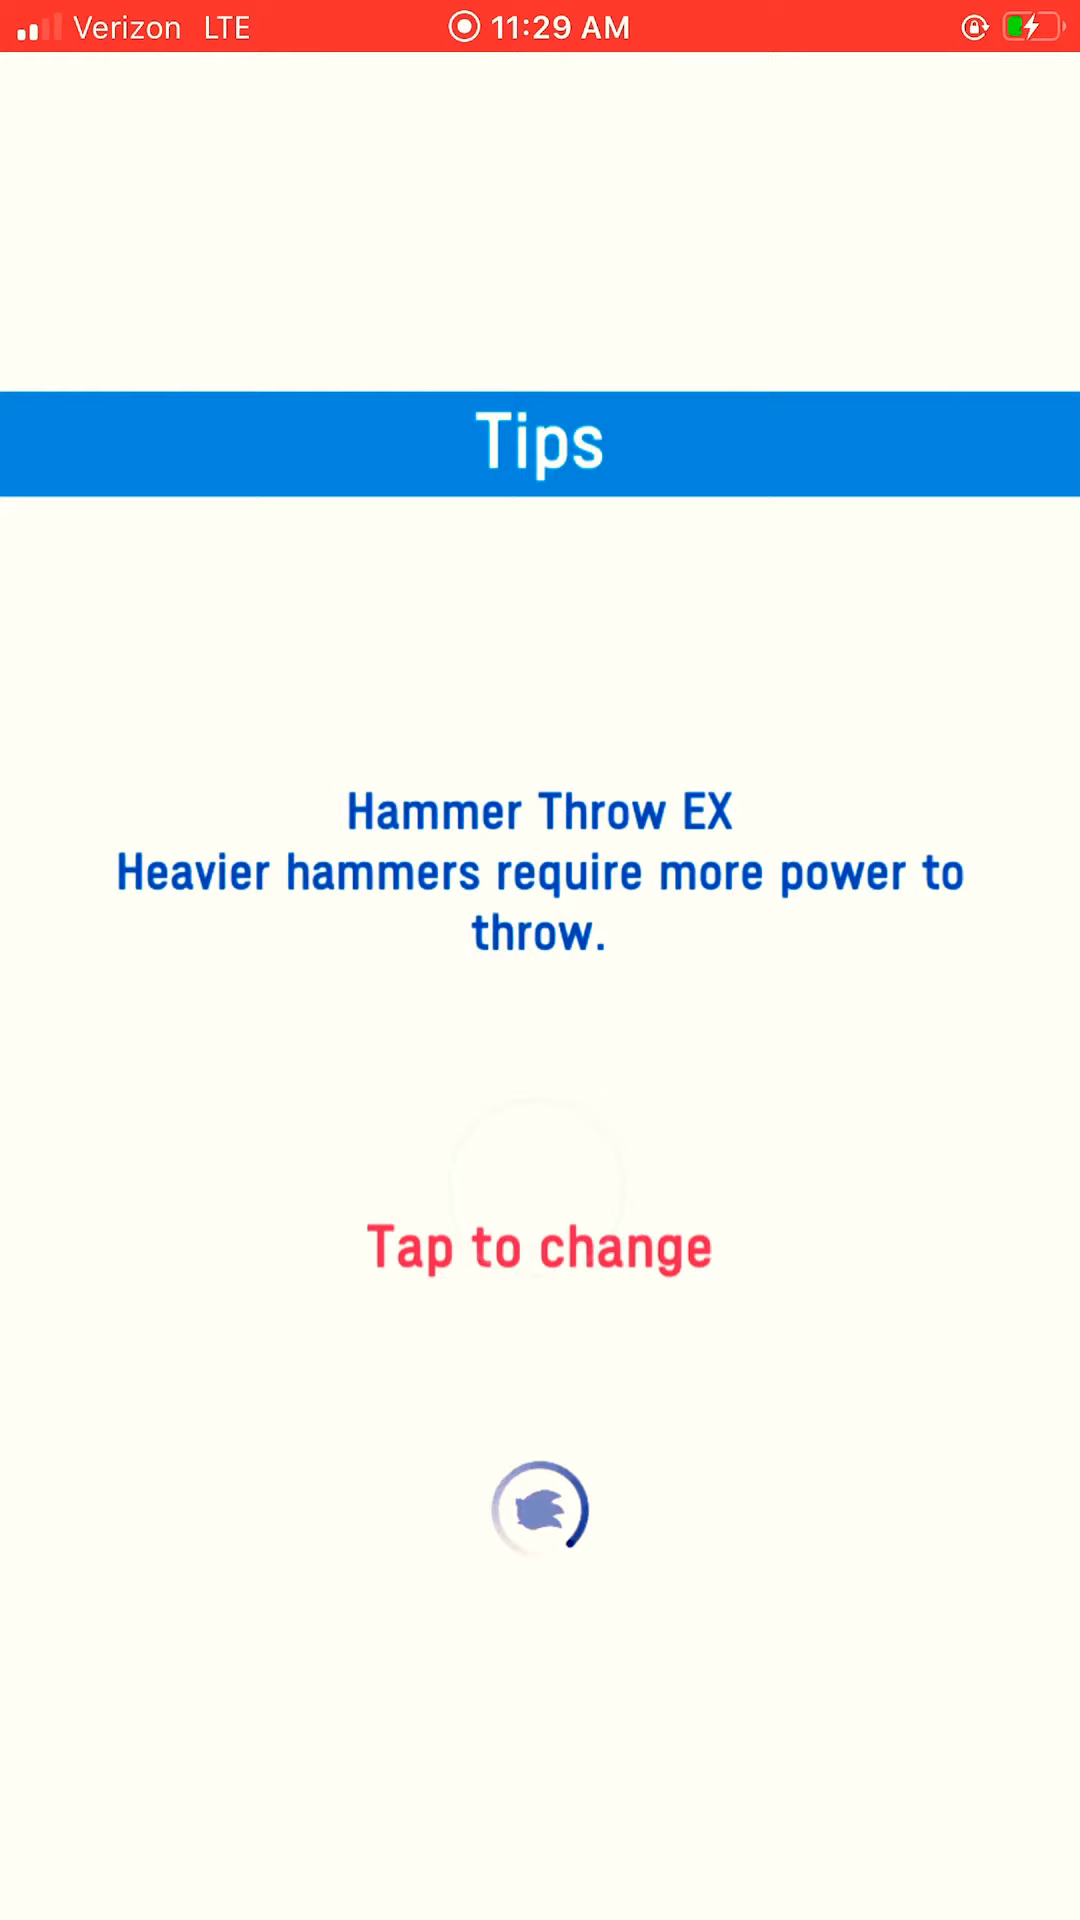 Verizon LTE 11:29 AM
Tips
Hammer Throw EX
Heavier hammers require more power to
throw.
Tap to change